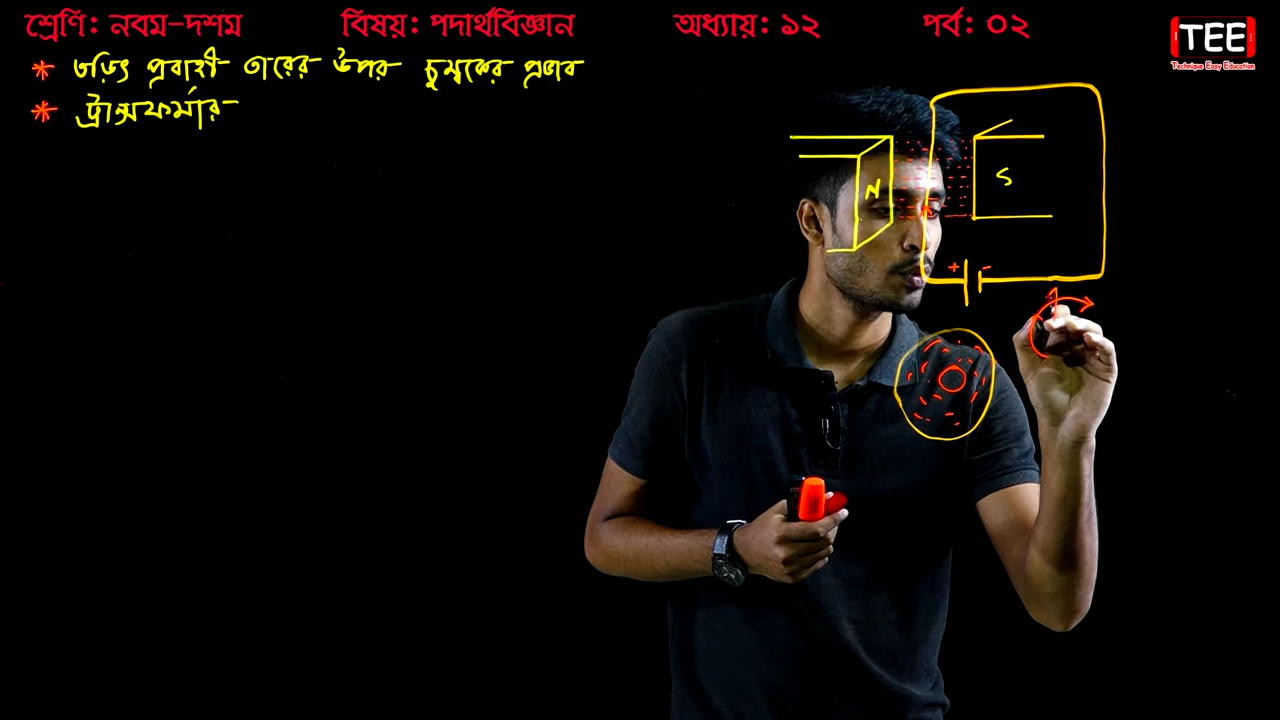 শ্রেণি: নবম-দশম বিষয়: পদার্থবিজ্ঞান অধ্যায়: ১২ পর্ব: ০২
TEE
Technique Easy Education
* তড়িৎ প্রবাহী তারের উপর চুম্বকের প্রভাব
* ট্রান্সফর্মার
N S
+ -